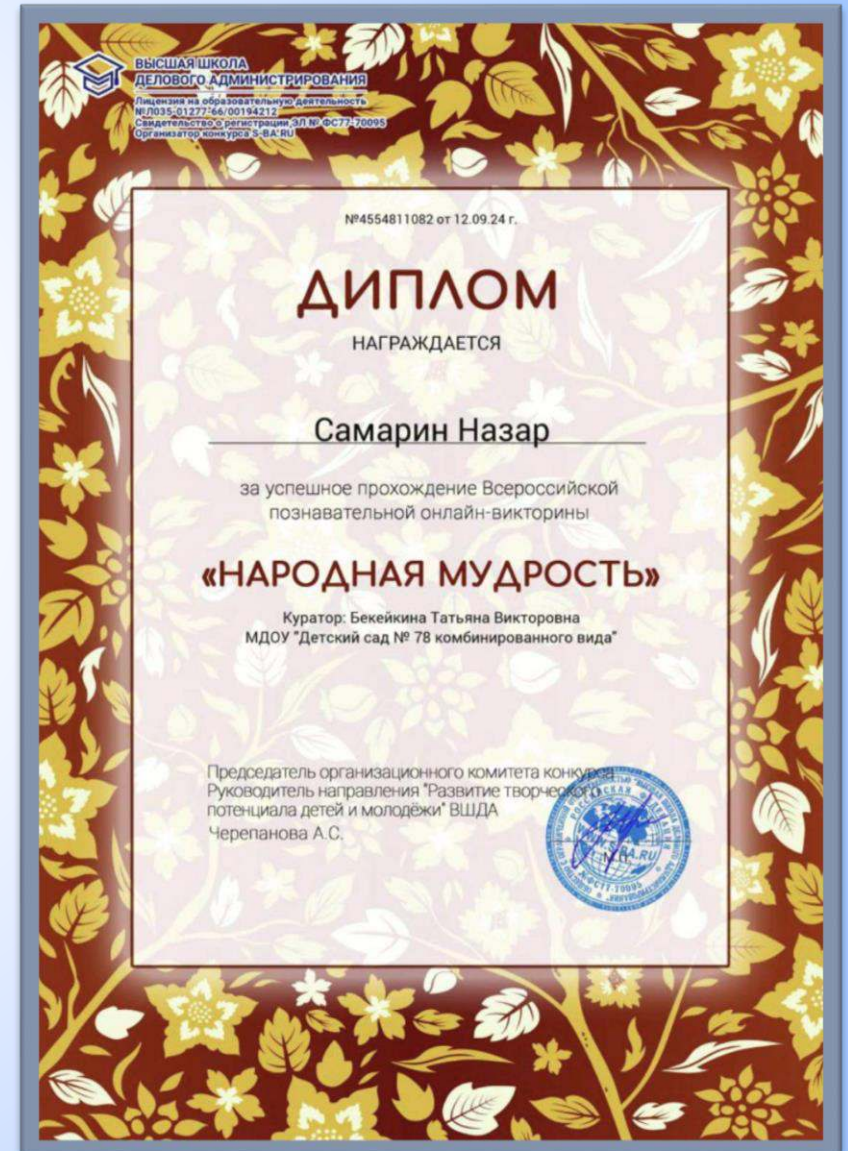 ВЫСШАЯ ШКОЛА
ДЕЛОВОГО АДМИНИСТРИРОВАНИЯ
Лицензия на образовательную деятельность
№ Л035-01277-66/00194212
Свидетельство о регистрации ЭЛ № ФС77-70095
Организатор конкурса S-BA.RU
№4554811082 от 12.09.24 г.
ДИПЛОМ
НАГРАЖДАЕТСЯ
Самарин Назар
за успешное прохождение Всероссийской
познавательной онлайн-викторины
«НАРОДНАЯ МУДРОСТЬ»
Куратор: Бекейкина Татьяна Викторовна
МДОУ "Детский сад № 78 комбинированного вида"
Председатель организационного комитета конкурса
Руководитель направления "Развитие творческого
потенциала детей и молодёжи" ВШДА
Черепанова А.С.